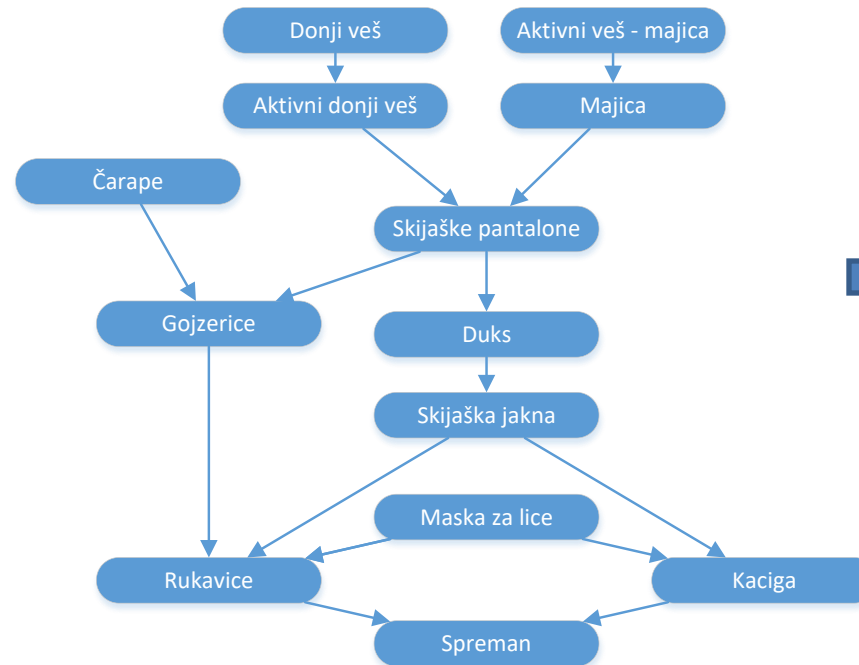 Donji veš
Aktivni veš - majica
Aktivni donji veš
Majica
Čarape
Skijaške pantalone
Gojzerice
Duks
Skijaška jakna
Maska za lice
Rukavice
Kaciga
Spreman